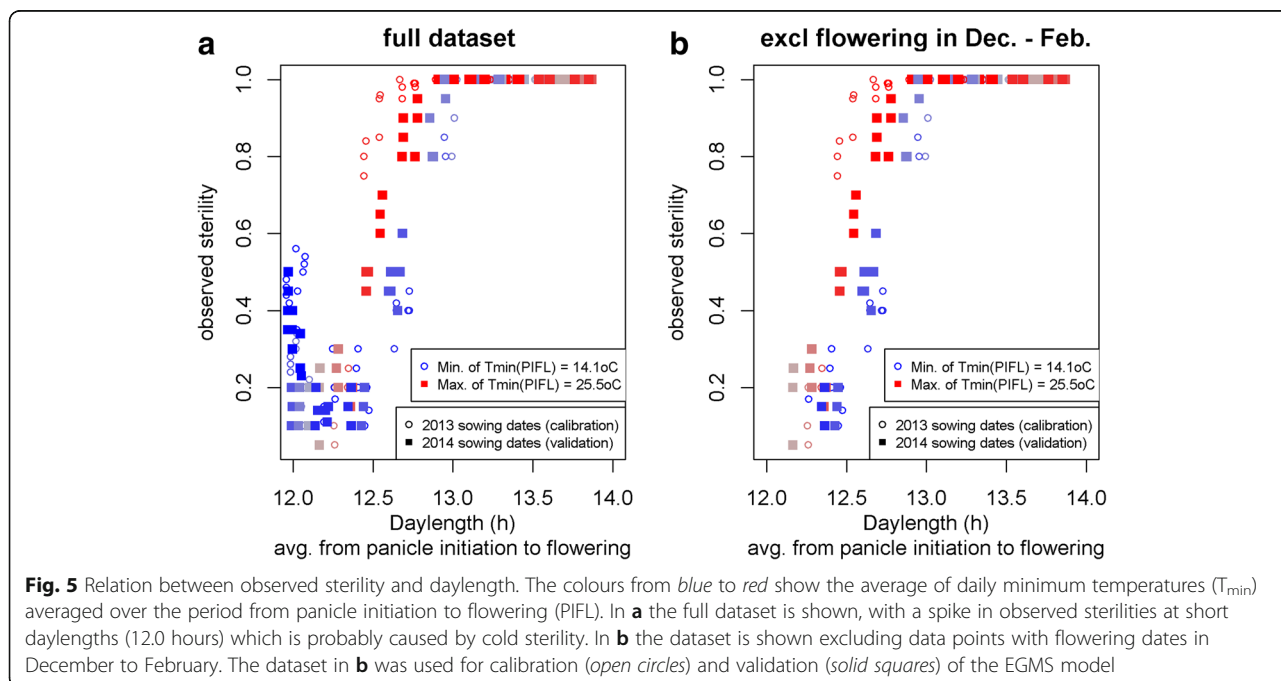 a full dataset
observed sterility
1.0
0.8
0.6
0.4
0.2
Min. of Tmin(PIFL) = 14.1oC
Max. of Tmin(PIFL) = 25.5oC
2013 sowing dates (calibration)
2014 sowing dates (validation)
12.0 12.5 13.0 13.5 14.0
Daylength (h)
avg. from panicle initiation to flowering
b excl flowering in Dec. - Feb.
observed sterility
1.0
0.8
0.6
0.4
0.2
Min. of Tmin(PIFL) = 14.1oC
Max. of Tmin(PIFL) = 25.5oC
2013 sowing dates (calibration)
2014 sowing dates (validation)
12.0 12.5 13.0 13.5 14.0
Daylength (h)
avg. from panicle initiation to flowering
Fig. 5 Relation between observed sterility and daylength. The colours from blue to red show the average of daily minimum temperatures (Tmin)
averaged over the period from panicle initiation to flowering (PIFL). In a the full dataset is shown, with a spike in observed sterilities at short
daylengths (12.0 hours) which is probably caused by cold sterility. In b the dataset is shown excluding data points with flowering dates in
December to February. The dataset in b was used for calibration (open circles) and validation (solid squares) of the EGMS model